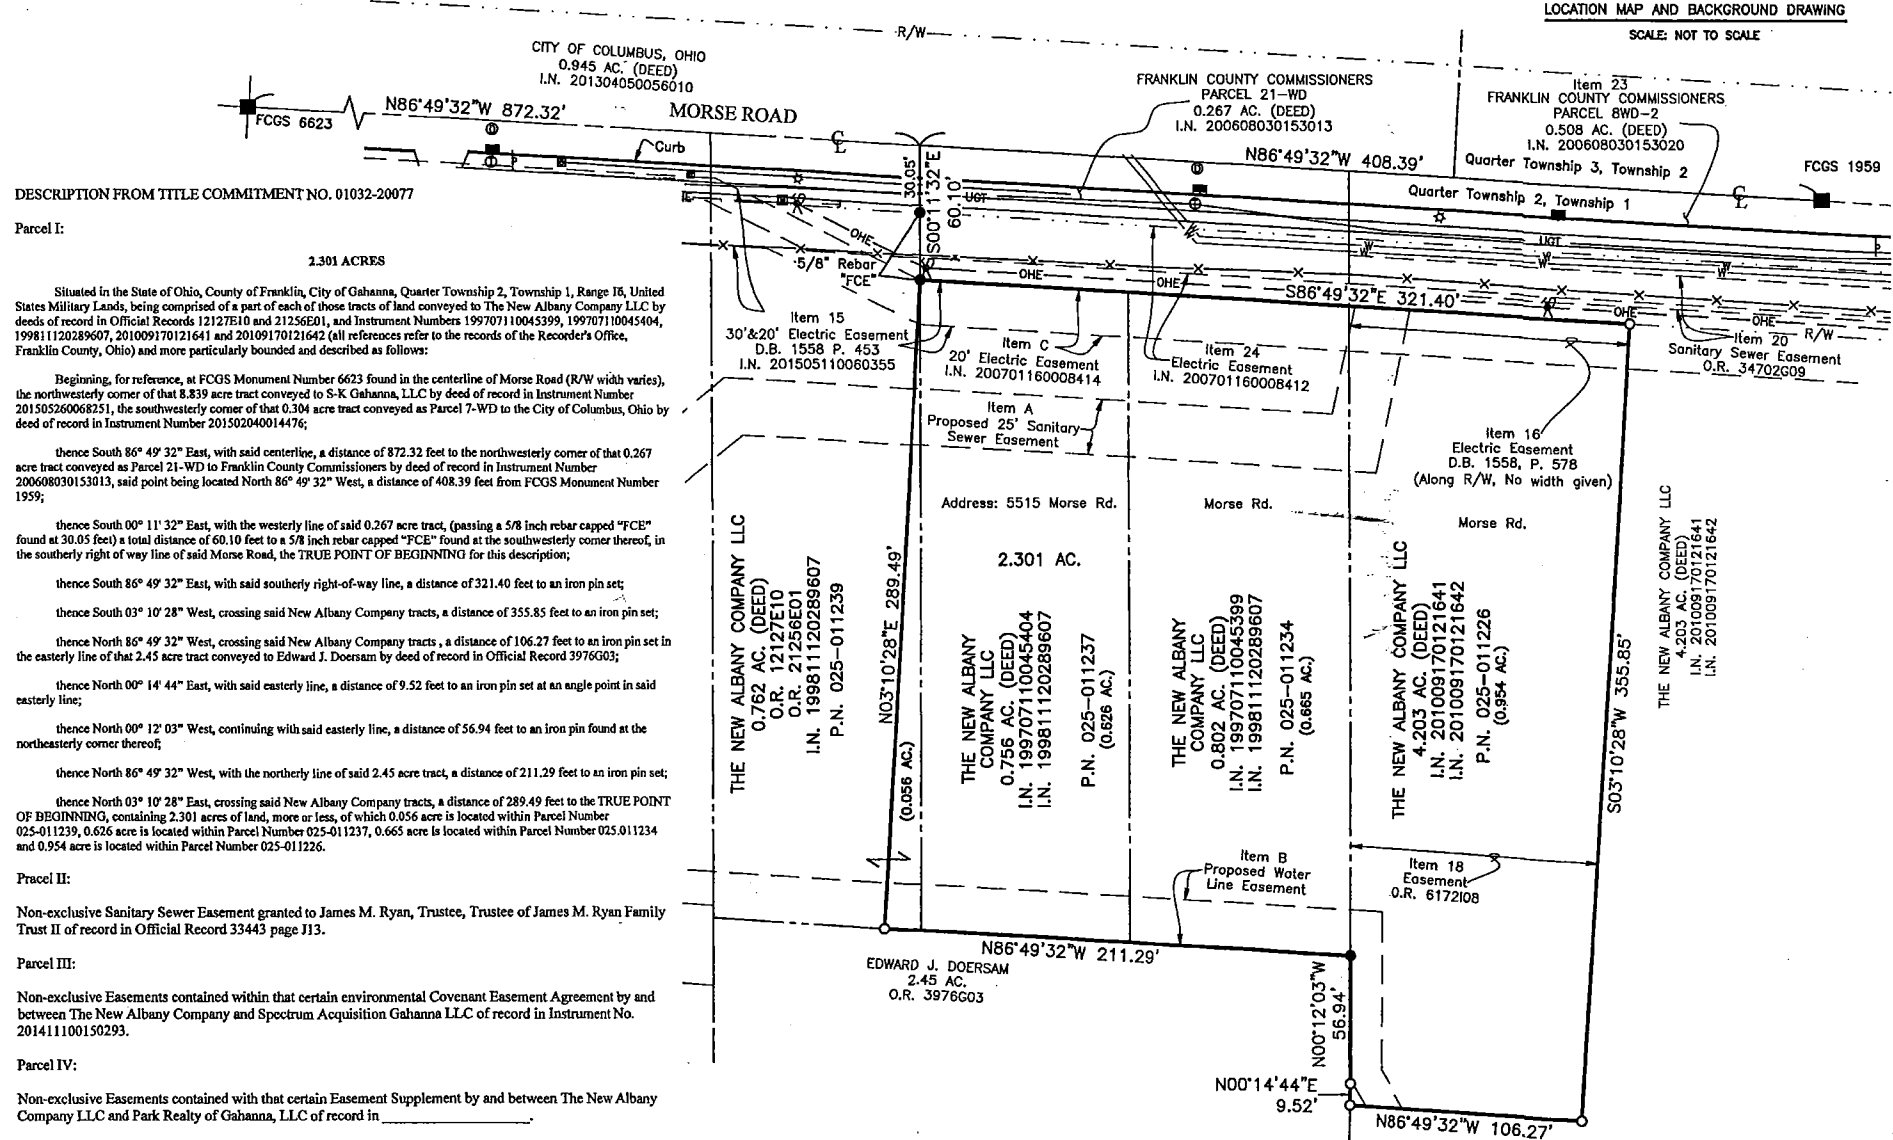 LOCATION MAP AND BACKGROUND DRAWING
SCALE: NOT TO SCALE
R/W
CITY OF COLUMBUS, OHIO
0.945 AC. (DEED)
I.N. 201304050056010
FCGS 6623
N86°49'32"W 872.32'
MORSE ROAD
Curb
CL
FRANKLIN COUNTY COMMISSIONERS
PARCEL 21-WD
0.267 AC. (DEED)
I.N. 200608030153013
Item 23
FRANKLIN COUNTY COMMISSIONERS
PARCEL 8WD-2
0.508 AC. (DEED)
I.N. 200608030153020
N86°49'32"W 408.39'
Quarter Township 3, Township 2
Quarter Township 2, Township 1
CL
FCGS 1959
30.05'
S00°11'32"E
60.10'
UGT
UGT
OHE
OHE
OHE
OHE
OHE
R/W
5/8" Rebar
"FCE"
S86°49'32"E 321.40'
DESCRIPTION FROM TITLE COMMITMENT NO. 01032-20077
Parcel I:
2.301 ACRES
Situated in the State of Ohio, County of Franklin, City of Gahanna, Quarter Township 2, Township 1, Range 16, United
States Military Lands, being comprised of a part of each of those tracts of land conveyed to The New Albany Company LLC by
deeds of record in Official Records 12127E10 and 21256E01, and Instrument Numbers 199707110045399, 199707110045404,
199811120289607, 201009170121641 and 20109170121642 (all references refer to the records of the Recorder's Office,
Franklin County, Ohio) and more particularly bounded and described as follows:
Beginning, for reference, at FCGS Monument Number 6623 found in the centerline of Morse Road (R/W width varies),
the northwesterly corner of that 8.839 acre tract conveyed to S-K Gahanna, LLC by deed of record in Instrument Number
201505260068251, the southwesterly corner of that 0.304 acre tract conveyed as Parcel 7-WD to the City of Columbus, Ohio by
deed of record in Instrument Number 201502040014476;
thence South 86° 49' 32" East, with said centerline, a distance of 872.32 feet to the northwesterly corner of that 0.267
acre tract conveyed as Parcel 21-WD to Franklin County Commissioners by deed of record in Instrument Number
200608030153013, said point being located North 86° 49' 32" West, a distance of 408.39 feet from FCGS Monument Number
1959;
thence South 00° 11' 32" East, with the westerly line of said 0.267 acre tract, (passing a 5/8 inch rebar capped "FCE"
found at 30.05 feet) a total distance of 60.10 feet to a 5/8 inch rebar capped "FCE" found at the southwesterly corner thereof, in
the southerly right of way line of said Morse Road, the TRUE POINT OF BEGINNING for this description;
thence South 86° 49' 32" East, with said southerly right-of-way line, a distance of 321.40 feet to an iron pin set;
thence South 03° 10' 28" West, crossing said New Albany Company tracts, a distance of 355.85 feet to an iron pin set;
thence North 86° 49' 32" West, crossing said New Albany Company tracts , a distance of 106.27 feet to an iron pin set in
the easterly line of that 2.45 acre tract conveyed to Edward J. Doersam by deed of record in Official Record 3976G03;
thence North 00° 14' 44" East, with said easterly line, a distance of 9.52 feet to an iron pin set at an angle point in said
easterly line;
thence North 00° 12' 03" West, continuing with said easterly line, a distance of 56.94 feet to an iron pin found at the
northeasterly corner thereof;
thence North 86° 49' 32" West, with the northerly line of said 2.45 acre tract, a distance of 211.29 feet to an iron pin set;
thence North 03° 10' 28" East, crossing said New Albany Company tracts, a distance of 289.49 feet to the TRUE POINT
OF BEGINNING, containing 2.301 acres of land, more or less, of which 0.056 acre is located within Parcel Number
025-011239, 0.626 acre is located within Parcel Number 025-011237, 0.665 acre is located within Parcel Number 025.011234
and 0.954 acre is located within Parcel Number 025-011226.
Pracel II:
Non-exclusive Sanitary Sewer Easement granted to James M. Ryan, Trustee, Trustee of James M. Ryan Family
Trust II of record in Official Record 33443 page J13.
Parcel III:
Non-exclusive Easements contained within that certain environmental Covenant Easement Agreement by and
between The New Albany Company and Spectrum Acquisition Gahanna LLC of record in Instrument No.
201411100150293.
Parcel IV:
Non-exclusive Easements contained with that certain Easement Supplement by and between The New Albany
Company LLC and Park Realty of Gahanna, LLC of record in
Item 15
30'&20' Electric Easement
D.B. 1558 P. 453
I.N. 201505110060355
Item C
20' Electric Easement
I.N. 200701160008414
Item 24
Electric Easement
I.N. 200701160008412
Item 20
Sanitary Sewer Easement
O.R. 34702G09
Item A
Proposed 25' Sanitary
Sewer Easement
Item 16
Electric Easement
D.B. 1558, P. 578
(Along R/W, No width given)
Address: 5515 Morse Rd.
Morse Rd.
Morse Rd.
2.301 AC.
THE NEW ALBANY COMPANY LLC
0.762 AC. (DEED)
O.R. 12127E10
O.R. 21256E01
I.N. 199811120289607
P.N. 025-011239
N03°10'28"E 289.49'
(0.056 AC.)
THE NEW ALBANY
COMPANY LLC
0.756 AC. (DEED)
I.N. 199707110045404
I.N. 199811120289607
P.N. 025-011237
(0.626 AC.)
THE NEW ALBANY
COMPANY LLC
0.802 AC. (DEED)
I.N. 199707110045399
I.N. 199811120289607
P.N. 025-011234
(0.665 AC.)
THE NEW ALBANY COMPANY LLC
4.203 AC. (DEED)
I.N. 201009170121641
I.N. 201009170121642
P.N. 025-011226
(0.954 AC.)
S03°10'28"W 355.85'
THE NEW ALBANY COMPANY LLC
4.203 AC. (DEED)
I.N. 201009170121641
I.N. 201009170121642
Item B
Proposed Water
Line Easement
Item 18
Easement
O.R. 6172I08
N86°49'32"W 211.29'
EDWARD J. DOERSAM
2.45 AC.
O.R. 3976G03
N00°12'03"W
56.94'
N00°14'44"E
9.52'
N86°49'32"W 106.27'